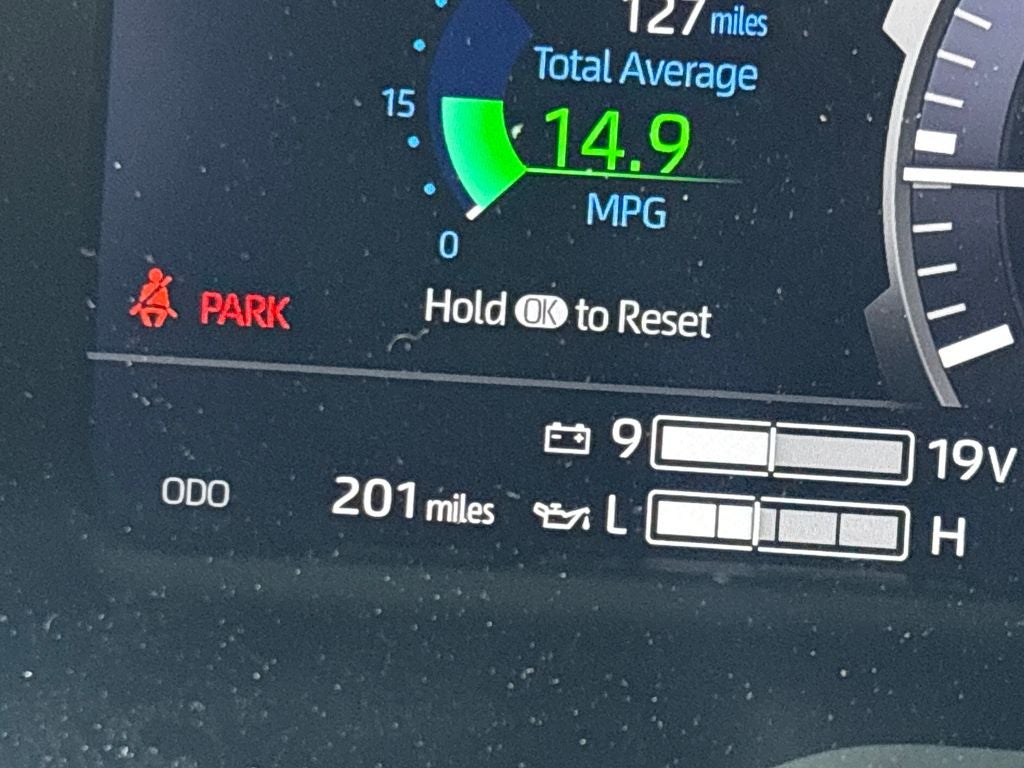 127 miles
Total Average
15
14.9
MPG
0
PARK
Hold OK to Reset
9
19V
ODO 201 miles
L
H